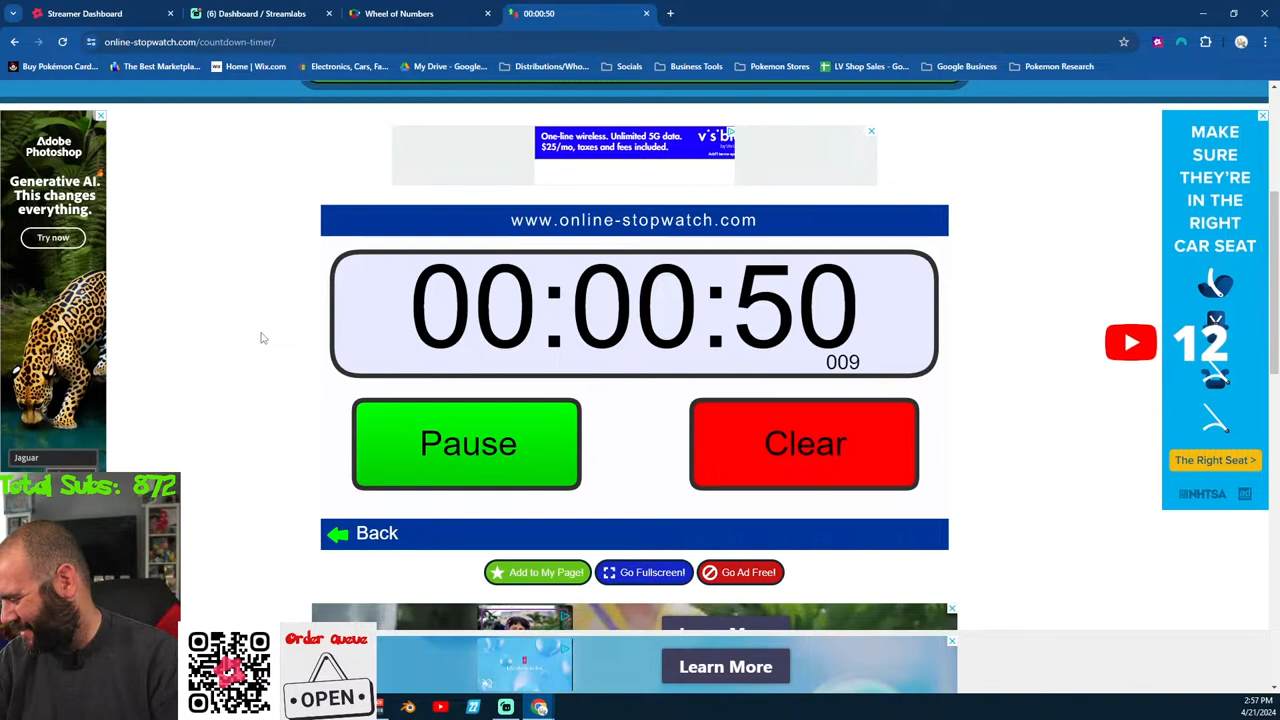 Streamer Dashboard
(6) Dashboard / Streamlabs
Wheel of Numbers
00:00:50
online-stopwatch.com/countdown-timer/
Buy Pokémon Card...
The Best Marketpla...
Home | Wix.com
Electronics, Cars, Fa...
My Drive - Google...
Distributions/Who...
Socials
Business Tools
Pokemon Stores
LV Shop Sales - Go...
Google Business
Pokemon Research
Adobe
Photoshop
Generative AI.
This changes
everything.
Try now
Jaguar
One-line wireless. Unlimited 5G data.
$25/mo, taxes and fees included.
www.online-stopwatch.com
00:00:50
009
Pause
Clear
Back
Add to My Page!
Go Fullscreen!
Go Ad Free!
MAKE
SURE
THEY'RE
IN THE
RIGHT
CAR SEAT
12
The Right Seat >
NHTSA
Total Subs: 872
Order Queue
OPEN
Learn More
2:57 PM
4/21/2024